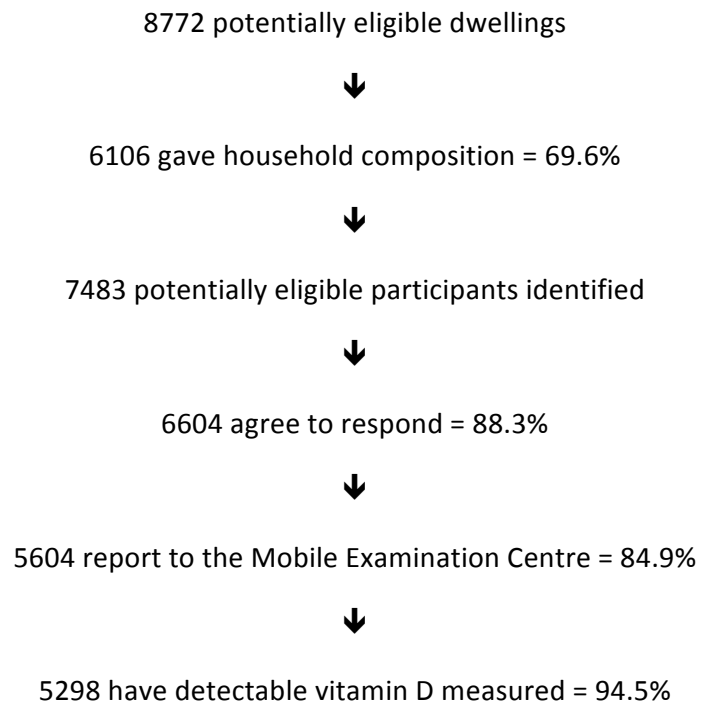 8772 potentially eligible dwellings
6106 gave household composition = 69.6%
7483 potentially eligible participants identified
6604 agree to respond = 88.3%
5604 report to the Mobile Examination Centre = 84.9%
5298 have detectable vitamin D measured = 94.5%